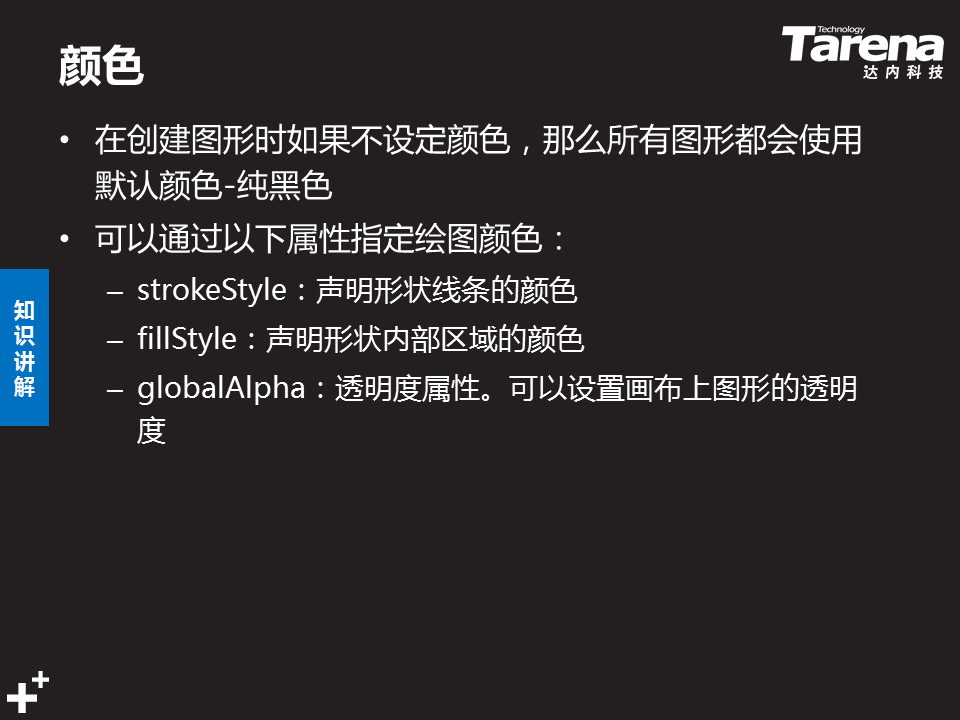 颜色
Technology
Tarena
达内科技
• 在创建图形时如果不设定颜色，那么所有图形都会使用
默认颜色-纯黑色
• 可以通过以下属性指定绘图颜色：
– strokeStyle：声明形状线条的颜色
– fillStyle：声明形状内部区域的颜色
– globalAlpha：透明度属性。可以设置画布上图形的透明
度
知识讲解